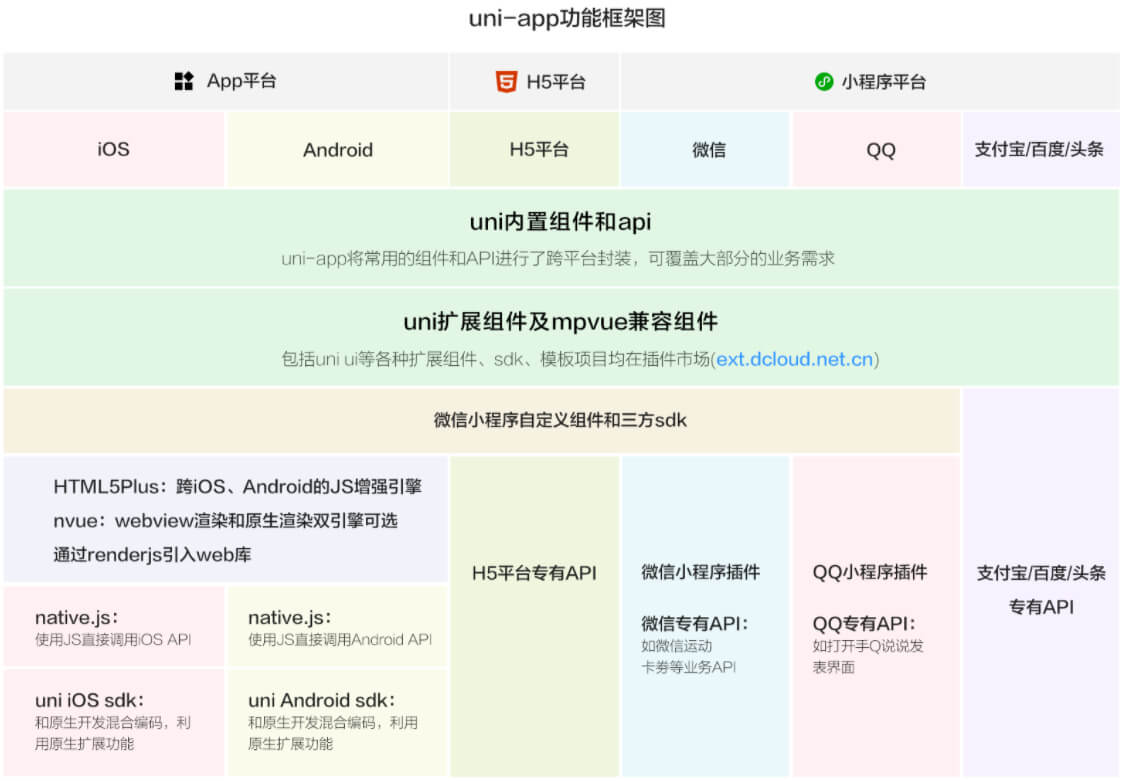 uni-app功能框架图
App平台
H5平台
小程序平台
iOS
Android
H5平台
微信
QQ
支付宝/百度/头条
uni内置组件和api
uni-app将常用的组件和API进行了跨平台封装，可覆盖大部分的业务需求
uni扩展组件及mpvue兼容组件
包括uni ui等各种扩展组件、sdk、模板项目均在插件市场(ext.dcloud.net.cn)
微信小程序自定义组件和三方sdk
HTML5Plus：跨iOS、Android的JS增强引擎
nvue：webview渲染和原生渲染双引擎可选
通过renderjs引入web库
native.js：
使用JS直接调用iOS API
native.js：
使用JS直接调用Android API
uni iOS sdk：
和原生开发混合编码，利
用原生扩展功能
uni Android sdk：
和原生开发混合编码，利用
原生扩展功能
H5平台专有API
微信小程序插件
微信专有API：
如微信运动
卡券等业务API
QQ小程序插件
QQ专有API：
如打开手Q说说发
表界面
支付宝/百度/头条
专有API